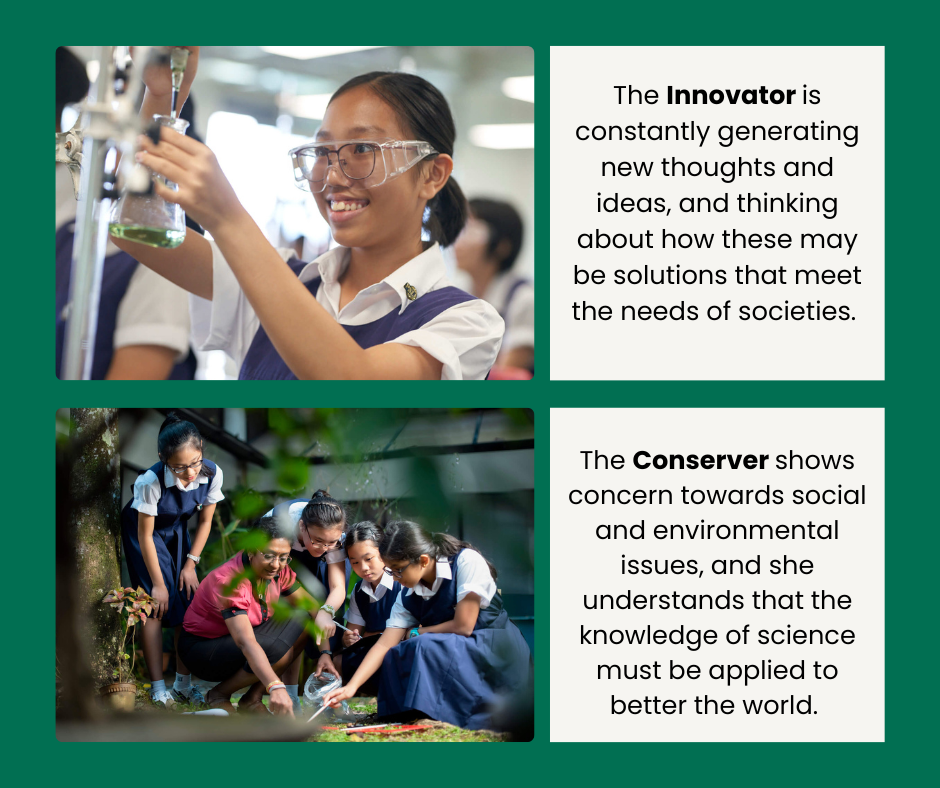 The Innovator is
constantly generating
new thoughts and
ideas, and thinking
about how these may
be solutions that meet
the needs of societies.
The Conserver shows
concern towards social
and environmental
issues, and she
understands that the
knowledge of science
must be applied to
better the world.